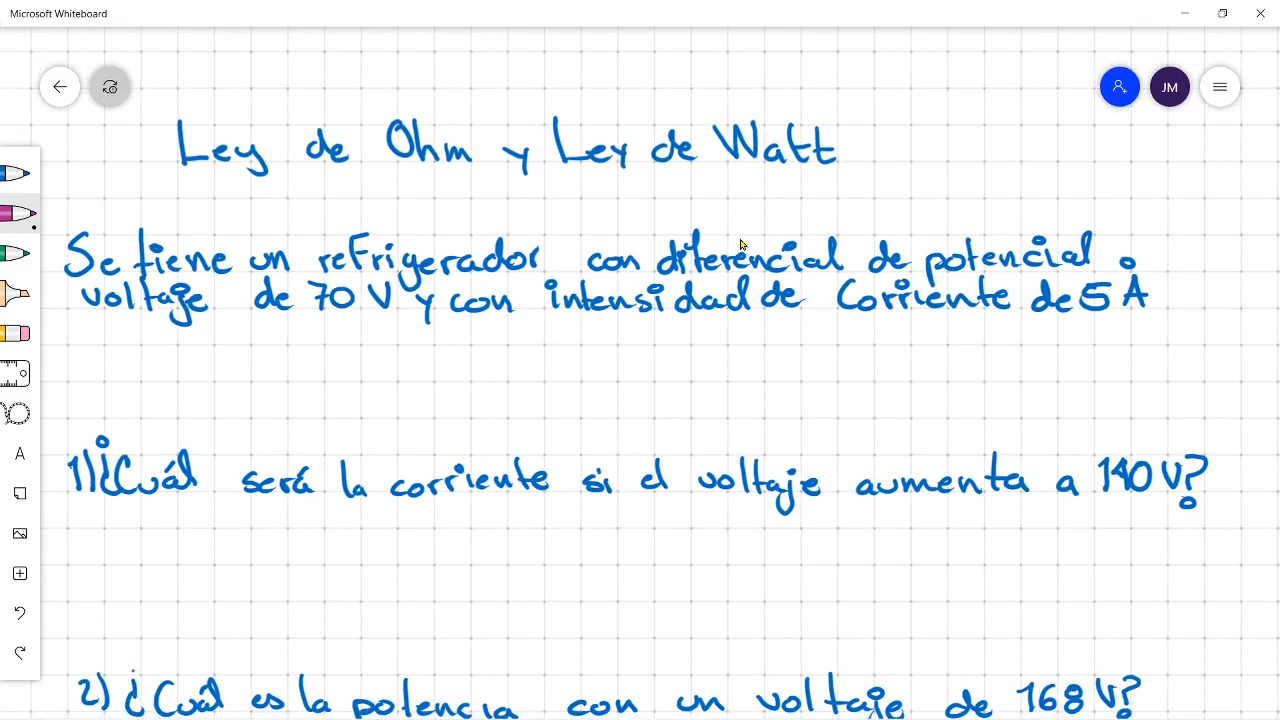 Microsoft Whiteboard
JM
Ley de Ohm y Ley de Watt
Se tiene un refrigerador con diferencial de potencial o
voltaje de 70 V y con intensidad de Corriente de 5 A
1) ¿Cuál será la corriente si el voltaje aumenta a 140 V?
A
2) ¿Cuál es la potencia con un voltaje de 168 V?